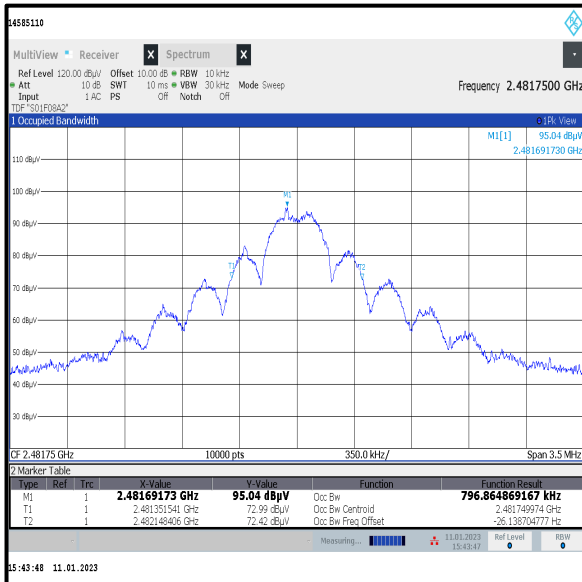 14585110
MultiView Receiver X Spectrum X
Ref Level 120.00 dBµV Offset 10.00 dB RBW 10 kHz
Att 10 dB SWT 10 ms VBW 30 kHz Mode Sweep Frequency 2.4817500 GHz
Input 1 AC PS Off Notch Off
TDF "S01F08A2"
1 Occupied Bandwidth 1Pk View
M1[1] 95.04 dBµV
2.481691730 GHz
110 dBµV
100 dBµV
M1
90 dBµV
80 dBµV
T1 T2
70 dBµV
60 dBµV
50 dBµV
40 dBµV
30 dBµV
CF 2.48175 GHz 10000 pts 350.0 kHz/ Span 3.5 MHz
2 Marker Table
Type Ref Trc X-Value Y-Value Function Function Result
M1 1 2.48169173 GHz 95.04 dBµV Occ Bw 796.864869167 kHz
T1 1 2.481351541 GHz 72.99 dBµV Occ Bw Centroid 2.481749974 GHz
T2 1 2.482148406 GHz 72.42 dBµV Occ Bw Freq Offset -26.138704777 Hz
Measuring... 11.01.2023 15:43:47 Ref Level RBW
15:43:48 11.01.2023